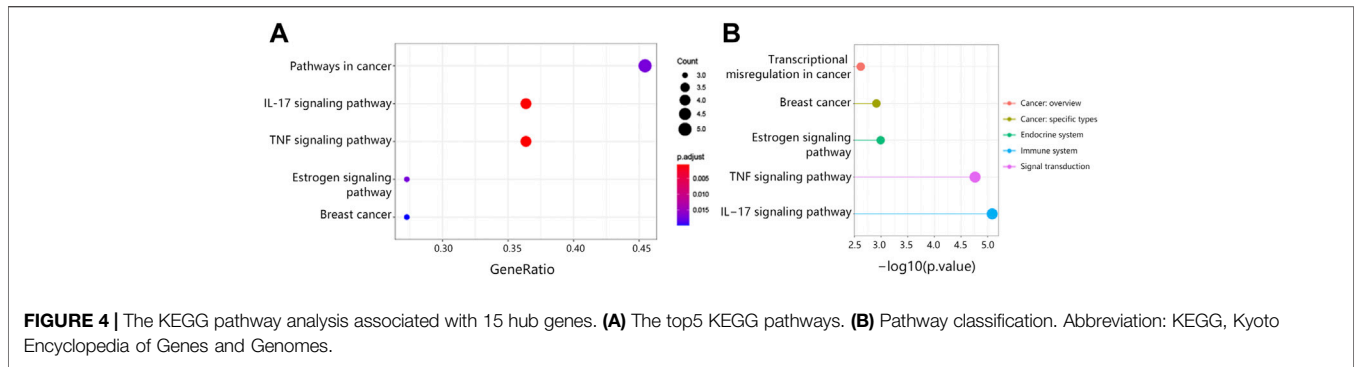 A
Pathways in cancer
IL-17 signaling pathway
TNF signaling pathway
Estrogen signaling
pathway
Breast cancer
0.30 0.35 0.40 0.45
GeneRatio
Count
3.0
3.5
4.0
4.5
5.0
p.adjust
0.005
0.010
0.015
B
Transcriptional
misregulation in cancer
Breast cancer
Estrogen signaling
pathway
TNF signaling pathway
IL−17 signaling pathway
2.5 3.0 3.5 4.0 4.5 5.0
−log10(p.value)
Cancer: overview
Cancer: specific types
Endocrine system
Immune system
Signal transduction
FIGURE 4 | The KEGG pathway analysis associated with 15 hub genes. (A) The top5 KEGG pathways. (B) Pathway classification. Abbreviation: KEGG, Kyoto
Encyclopedia of Genes and Genomes.